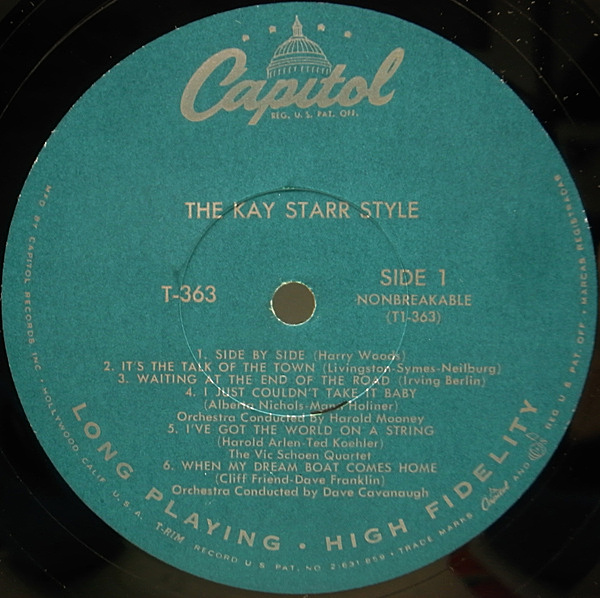 Capitol
REG. U.S. PAT. OFF.
THE KAY STARR STYLE
T-363
SIDE 1
NONBREAKABLE
(T1-363)
1. SIDE BY SIDE (Harry Woods)
2. IT'S THE TALK OF THE TOWN (Livingston-Symes-Neilburg)
3. WAITING AT THE END OF THE ROAD (Irving Berlin)
4. I JUST COULDN'T TAKE IT BABY
(Alberta Nichols-Mann Holiner)
Orchestra Conducted by Harold Mooney
5. I'VE GOT THE WORLD ON A STRING
(Harold Arlen-Ted Koehler)
The Vic Schoen Quartet
6. WHEN MY DREAM BOAT COMES HOME
(Cliff Friend-Dave Franklin)
Orchestra Conducted by Dave Cavanaugh
LONG PLAYING • HIGH FIDELITY
MFD. BY CAPITOL RECORDS, INC. • HOLLYWOOD, CALIF. U.S.A. T-RIM RECORD U.S. PAT. NO. 2,631,859 • TRADE MARKS Capitol AND REG. U.S. PAT. OFF. • MARCAS REGISTRADAS